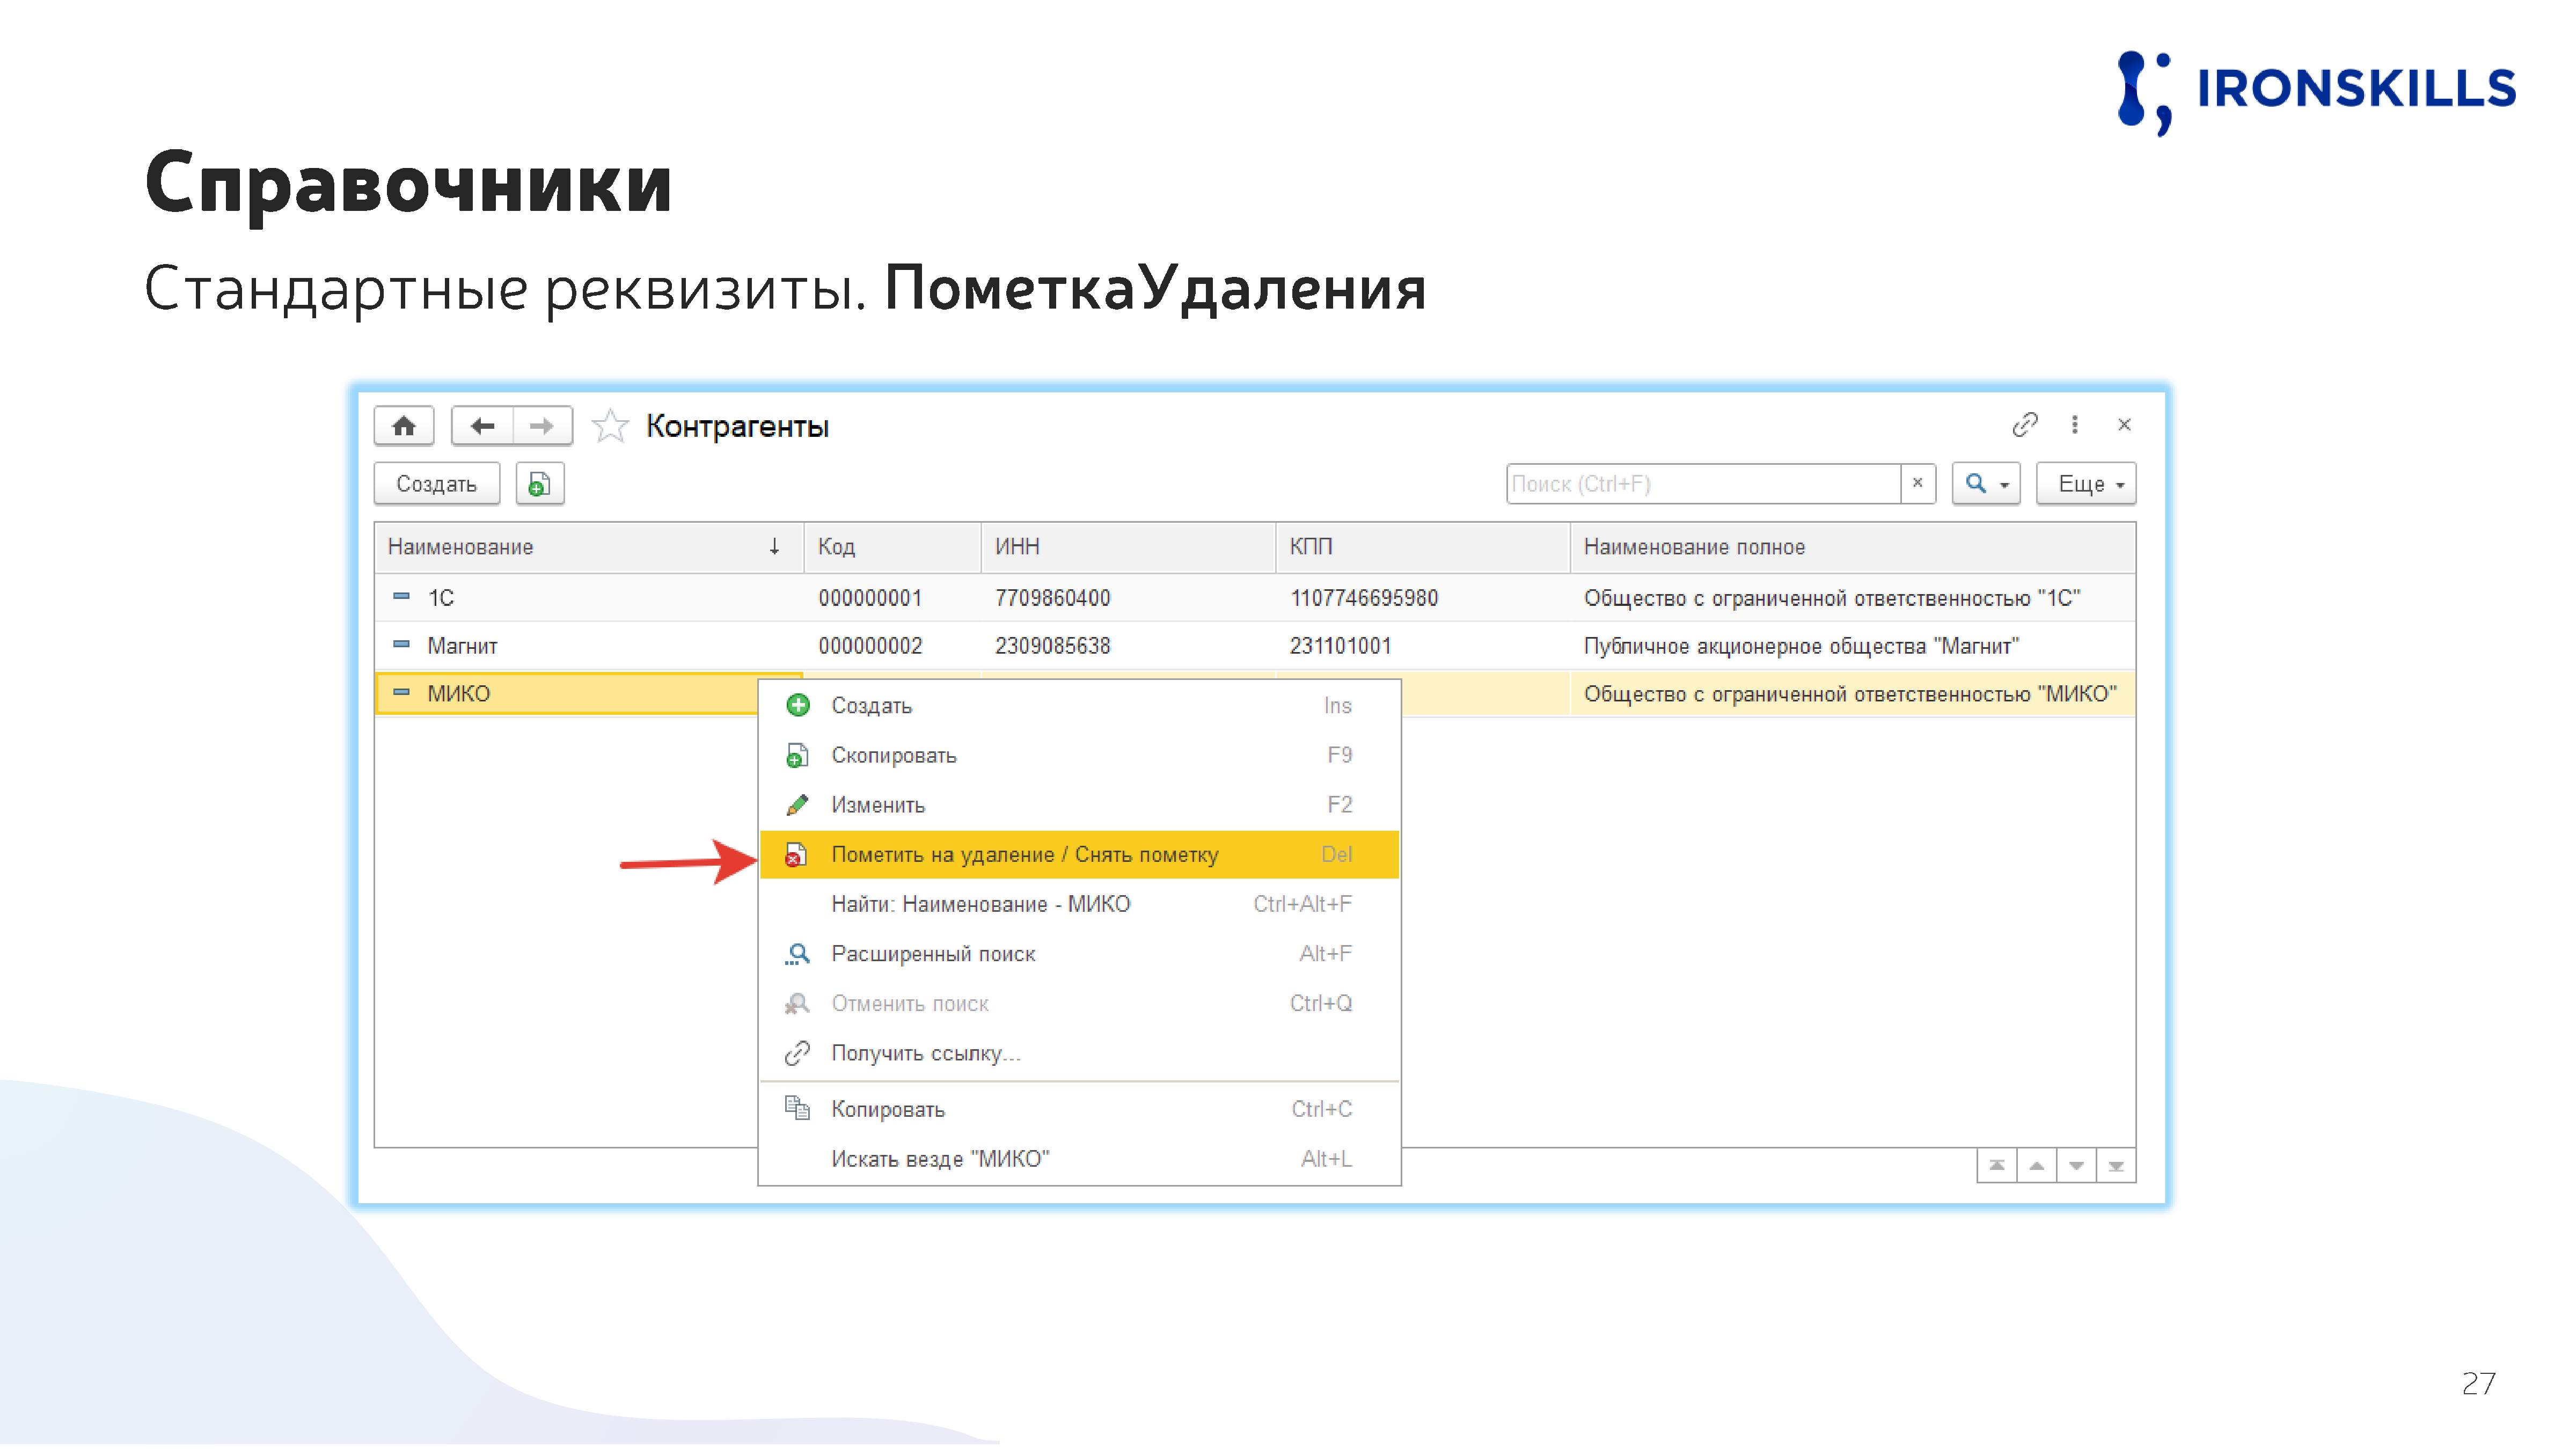 IRONSKILLS
Справочники
Стандартные реквизиты. ПометкаУдаления
Контрагенты
Создать Поиск (Ctrl+F) × Еще
Наименование ↓ Код ИНН КПП Наименование полное
1С 000000001 7709860400 1107746695980 Общество с ограниченной ответственностью "1С"
Магнит 000000002 2309085638 231101001 Публичное акционерное общества "Магнит"
МИКО Общество с ограниченной ответственностью "МИКО"
Создать Ins
Скопировать F9
Изменить F2
Пометить на удаление / Снять пометку Del
Найти: Наименование - МИКО Ctrl+Alt+F
Расширенный поиск Alt+F
Отменить поиск Ctrl+Q
Получить ссылку...
Копировать Ctrl+C
Искать везде "МИКО" Alt+L
27